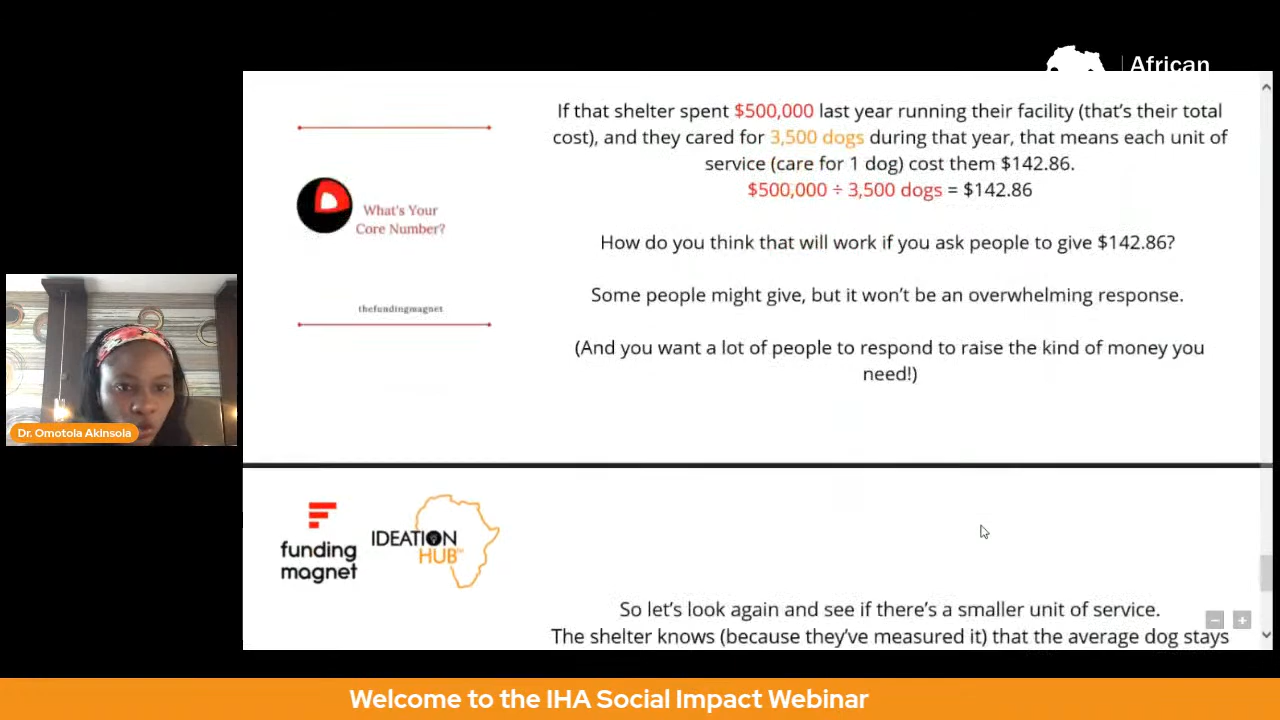 African
If that shelter spent $500,000 last year running their facility (that's their total
cost), and they cared for 3,500 dogs during that year, that means each unit of
service (care for 1 dog) cost them $142.86.
$500,000 ÷ 3,500 dogs = $142.86
What's Your
Core Number?
How do you think that will work if you ask people to give $142.86?
Some people might give, but it won't be an overwhelming response.
thefundingmagnet
(And you want a lot of people to respond to raise the kind of money you
need!)
Dr. Omotola Akinsola
funding
magnet
IDEATION
HUB™
So let's look again and see if there's a smaller unit of service.
The shelter knows (because they've measured it) that the average dog stays
Welcome to the IHA Social Impact Webinar